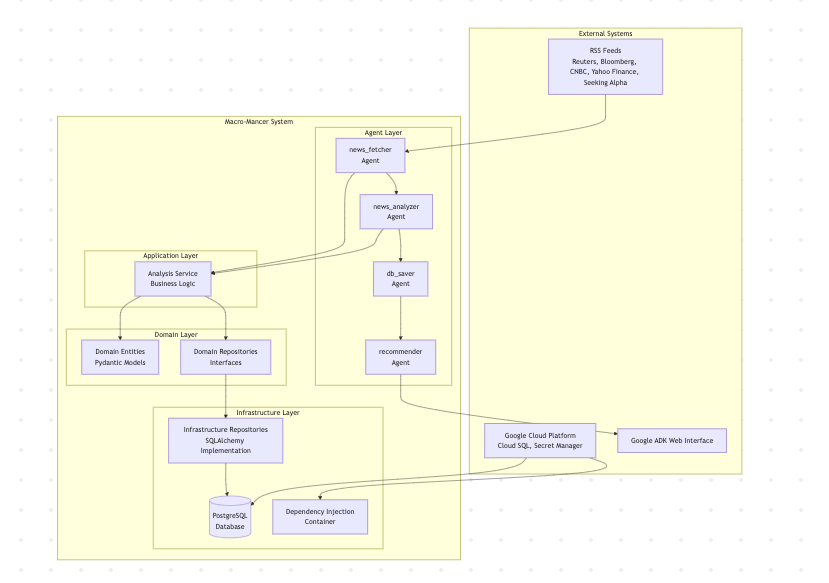 External Systems
RSS Feeds
Reuters, Bloomberg,
CNBC, Yahoo Finance,
Seeking Alpha
Macro-Mancer System
Agent Layer
news_fetcher
Agent
news_analyzer
Agent
Application Layer
Analysis Service
Business Logic
db_saver
Agent
Domain Layer
Domain Entities
Pydantic Models
Domain Repositories
Interfaces
recommender
Agent
Infrastructure Layer
Infrastructure Repositories
SQLAlchemy
Implementation
Google Cloud Platform
Cloud SQL, Secret Manager
Google ADK Web Interface
PostgreSQL
Database
Dependency Injection
Container